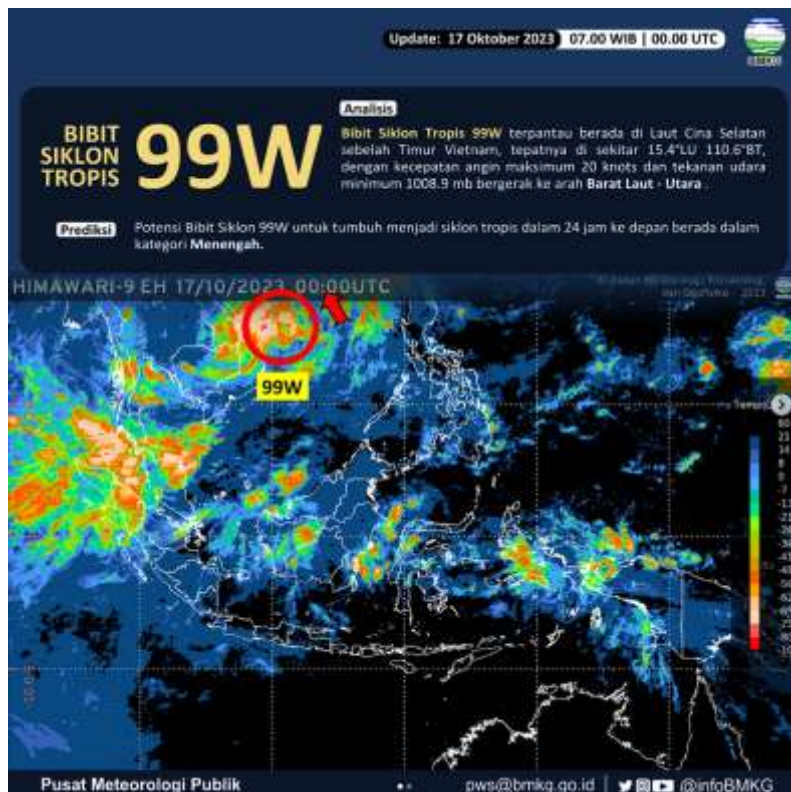 Update: 17 Oktober 2023 07.00 WIB | 00.00 UTC
BMKG
BIBIT
SIKLON
TROPIS
99W
Analisis
Bibit Siklon Tropis 99W terpantau berada di Laut Cina Selatan
sebelah Timur Vietnam, tepatnya di sekitar 15.4°LU 110.6°BT,
dengan kecepatan angin maksimum 20 knots dan tekanan udara
minimum 1008.9 mb bergerak ke arah Barat Laut - Utara .
Prediksi
Potensi Bibit Siklon 99W untuk tumbuh menjadi siklon tropis dalam 24 jam ke depan berada dalam
kategori Menengah.
HIMAWARI-9 EH 17/10/2023 00:00UTC
99W
Pusat Meteorologi Publik
pws@bmkg.go.id | @infoBMKG